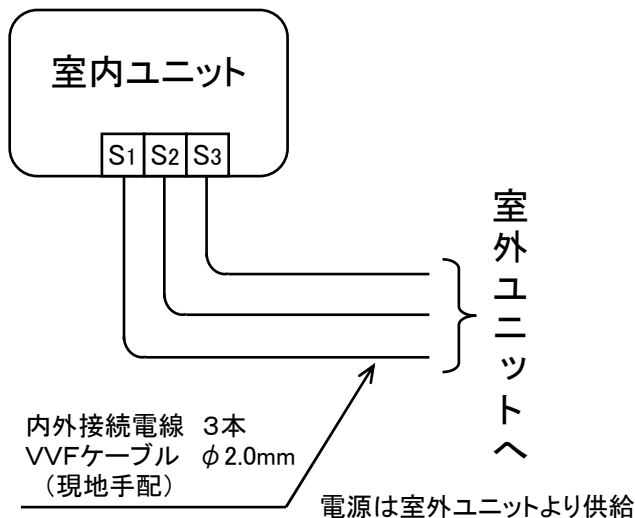 室内ユニット
S1 S2 S3
室外ユニットへ
内外接続電線 3本
VVFケーブル φ2.0mm
(現地手配)
電源は室外ユニットより供給